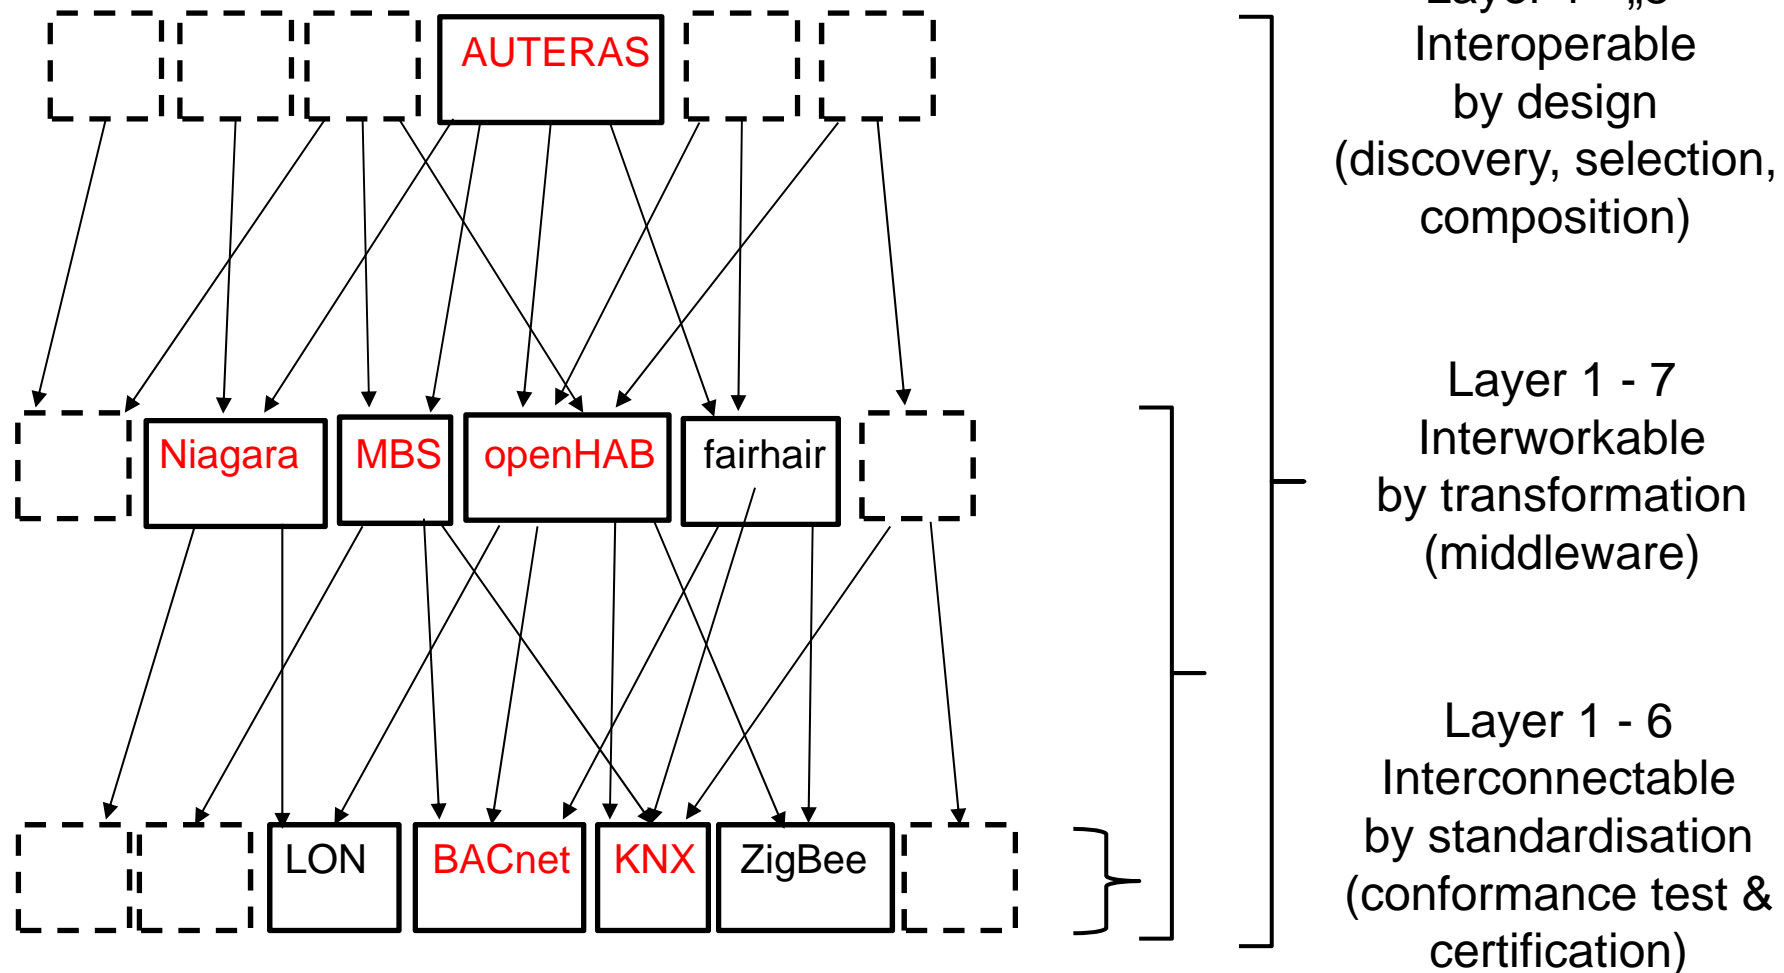 AUTERAS
Interoperable
by design
(discovery, selection,
composition)
Layer 1 - 7
Interworkable
by transformation
(middleware)
Niagara
MBS
openHAB
fairhair
Layer 1 - 6
Interconnectable
by standardisation
(conformance test &
certification)
LON
BACnet
KNX
ZigBee